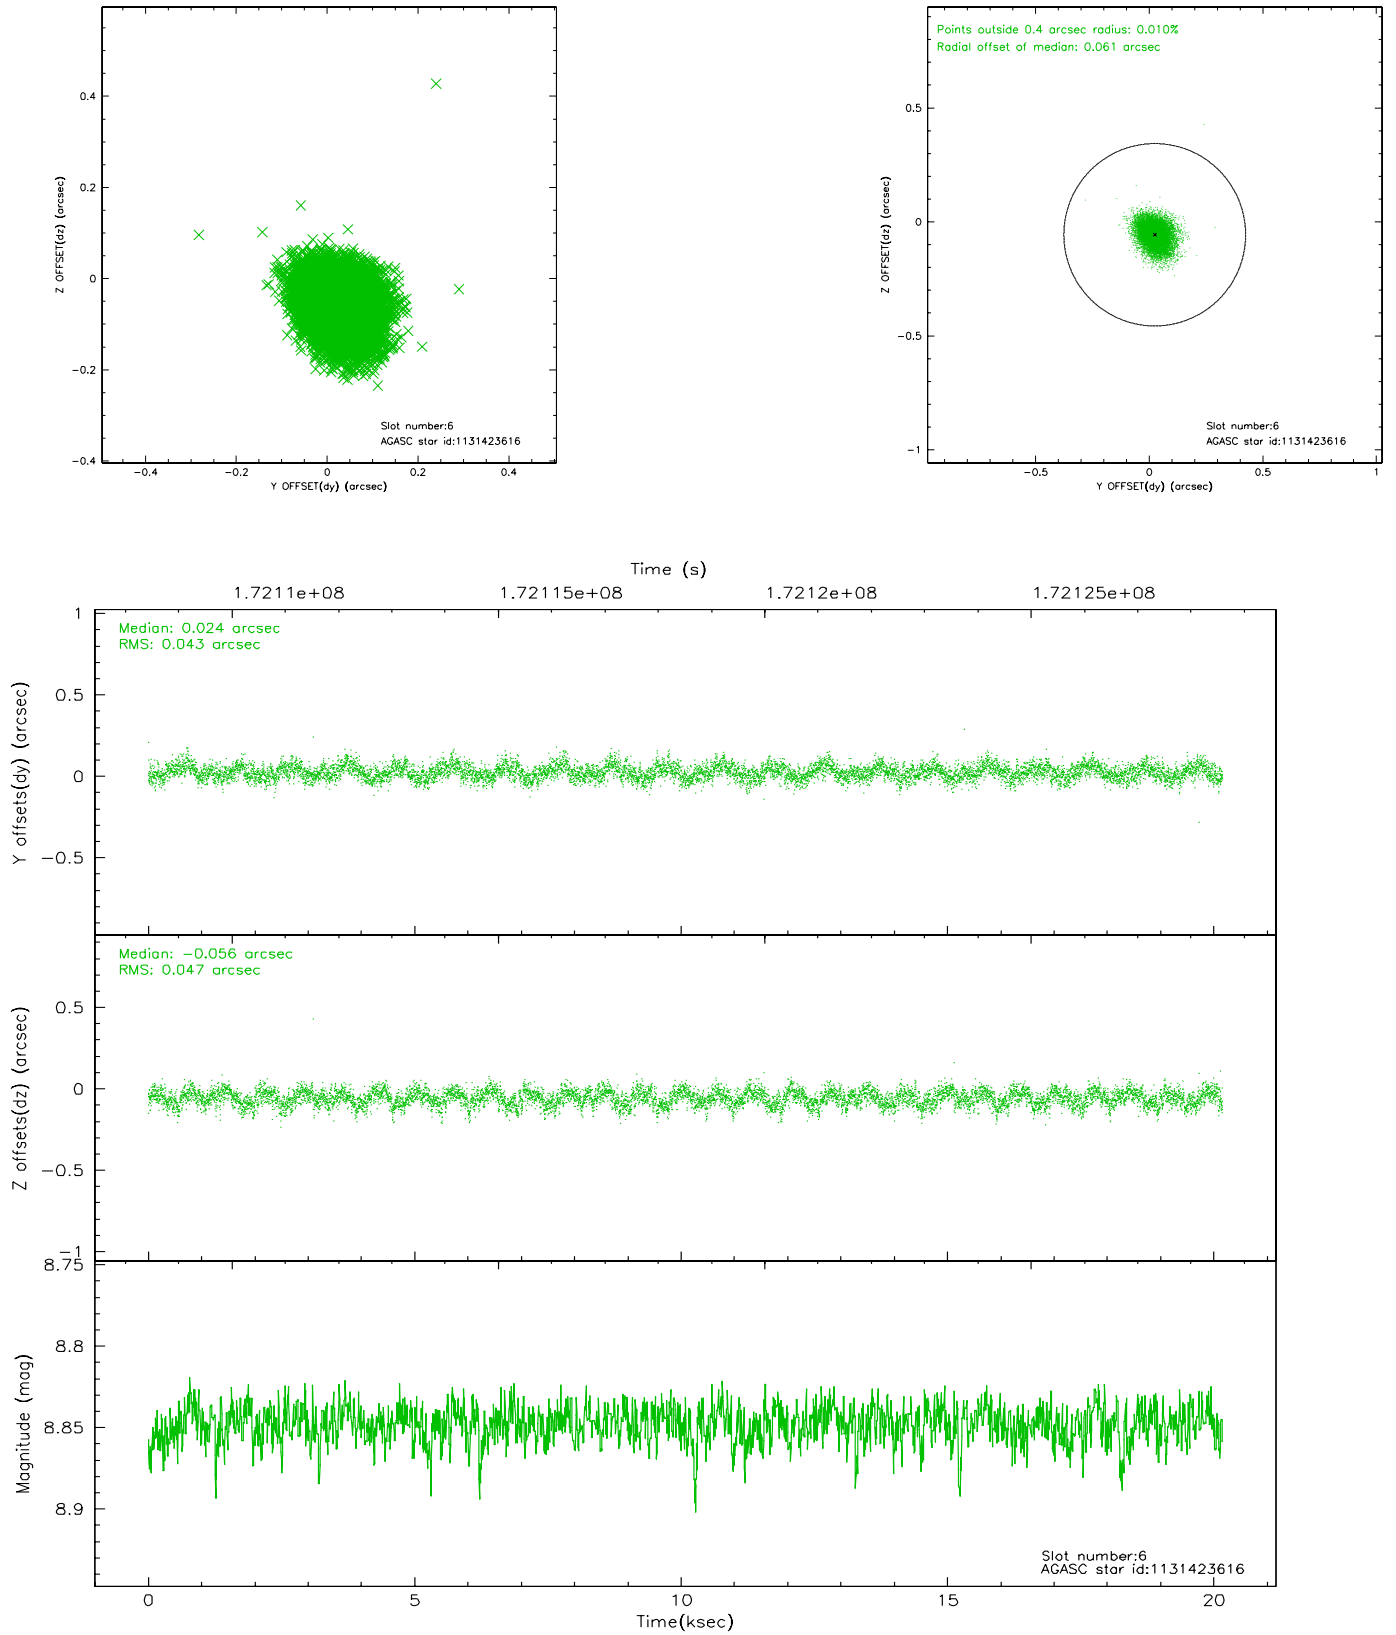 0.4
0.2
0
−0.2
−0.4
Z OFFSET(dz) (arcsec)
Slot number:6
AGASC star id:1131423616
−0.4
−0.2
0
0.2
0.4
Y OFFSET(dy) (arcsec)
Points outside 0.4 arcsec radius: 0.010%
Radial offset of median: 0.061 arcsec
0.5
0
−0.5
−1
Z OFFSET(dz) (arcsec)
Slot number:6
AGASC star id:1131423616
−0.5
0
0.5
1
Y OFFSET(dy) (arcsec)
Time (s)
1.7211e+08
1.72115e+08
1.7212e+08
1.72125e+08
Median: 0.024 arcsec
RMS: 0.043 arcsec
1
0.5
0
−0.5
Y offsets(dy) (arcsec)
Median: −0.056 arcsec
RMS: 0.047 arcsec
0.5
0
−0.5
−1
Z offsets(dz) (arcsec)
8.75
8.8
8.85
8.9
Magnitude (mag)
Slot number:6
AGASC star id:1131423616
0
5
10
15
20
Time(ksec)